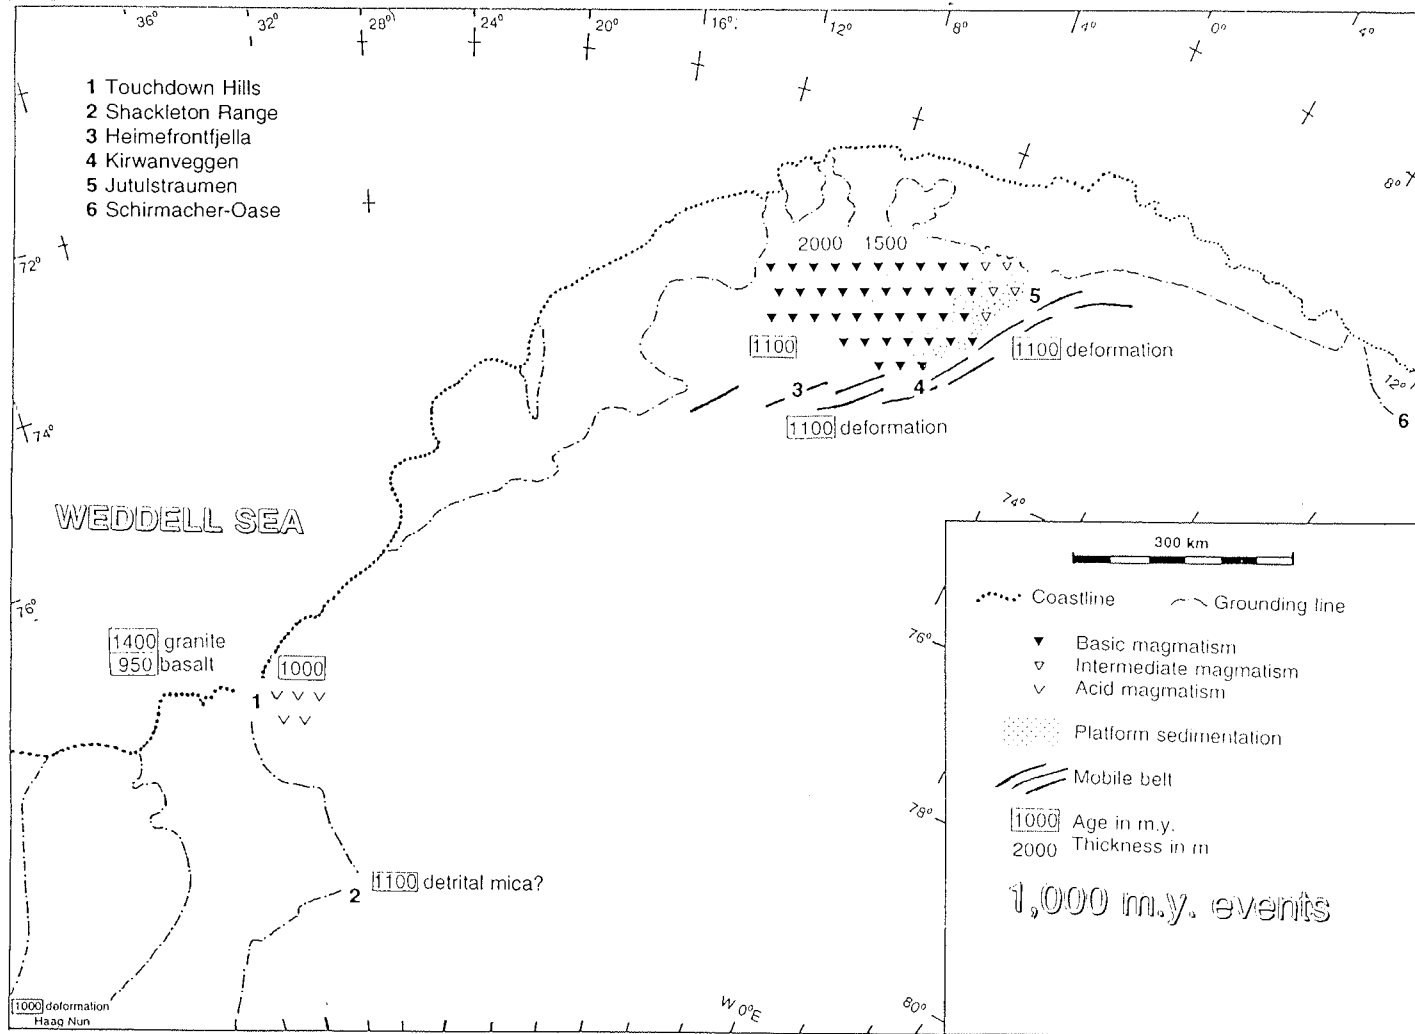 36°
32°
28°
24°
20°
16°
12°
8°
4°
0°
4°
1 Touchdown Hills
2 Shackleton Range
3 Heimefrontfjella
4 Kirwanveggen
5 Jutulstraumen
6 Schirmacher-Oase
8°
72°
2000 1500
5
1100
1100 deformation
3
4
12°
6
1100 deformation
74°
WEDDELL SEA
74°
300 km
Coastline
Grounding line
76°
76°
1400 granite
950 basalt
1000
1
Basic magmatism
Intermediate magmatism
Acid magmatism
Platform sedimentation
Mobile belt
78°
1000 Age in m.y.
2000 Thickness in m
1100 detrital mica?
2
1,000 m.y. events
1000 deformation
Haag Nun
W 0°E
80°